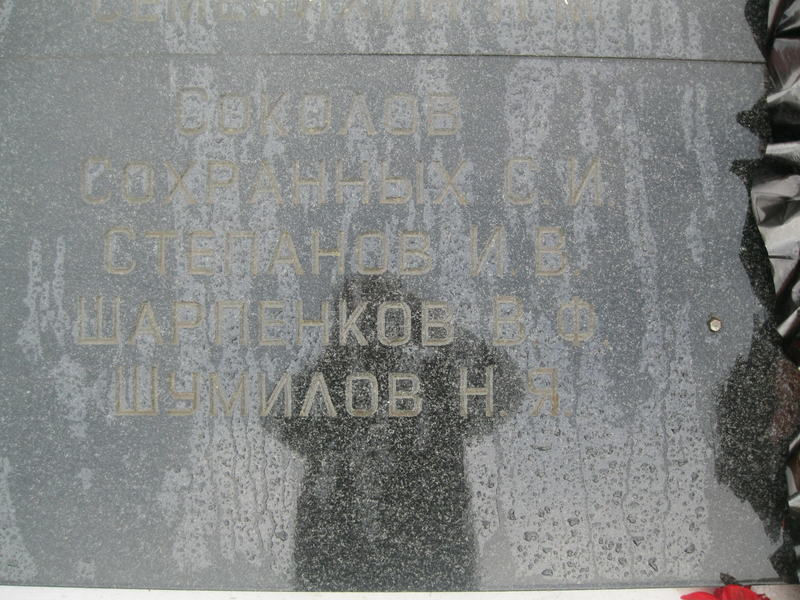 СОКОЛОВ
СОХРАННЫХ С. И
СТЕПАНОВ И. В.
ШАРПЕНКОВ В. Ф.
ШУМИЛОВ Н. Я.